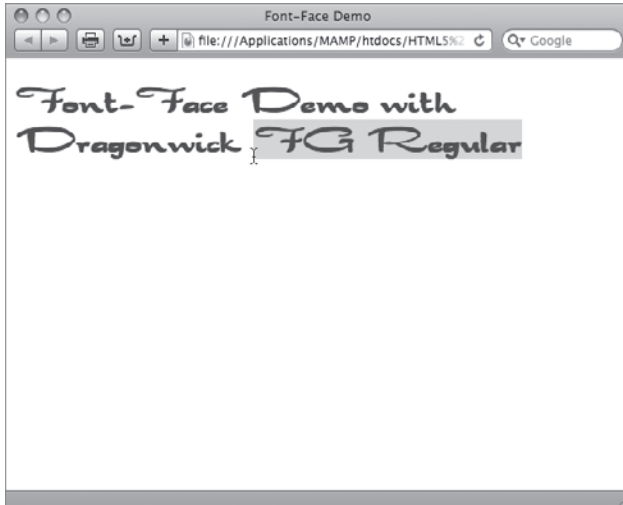 Font-Face Demo
file:///Applications/MAMP/htdocs/HTML5%2
Google
Font-Face Demo with
Dragonwick FG Regular